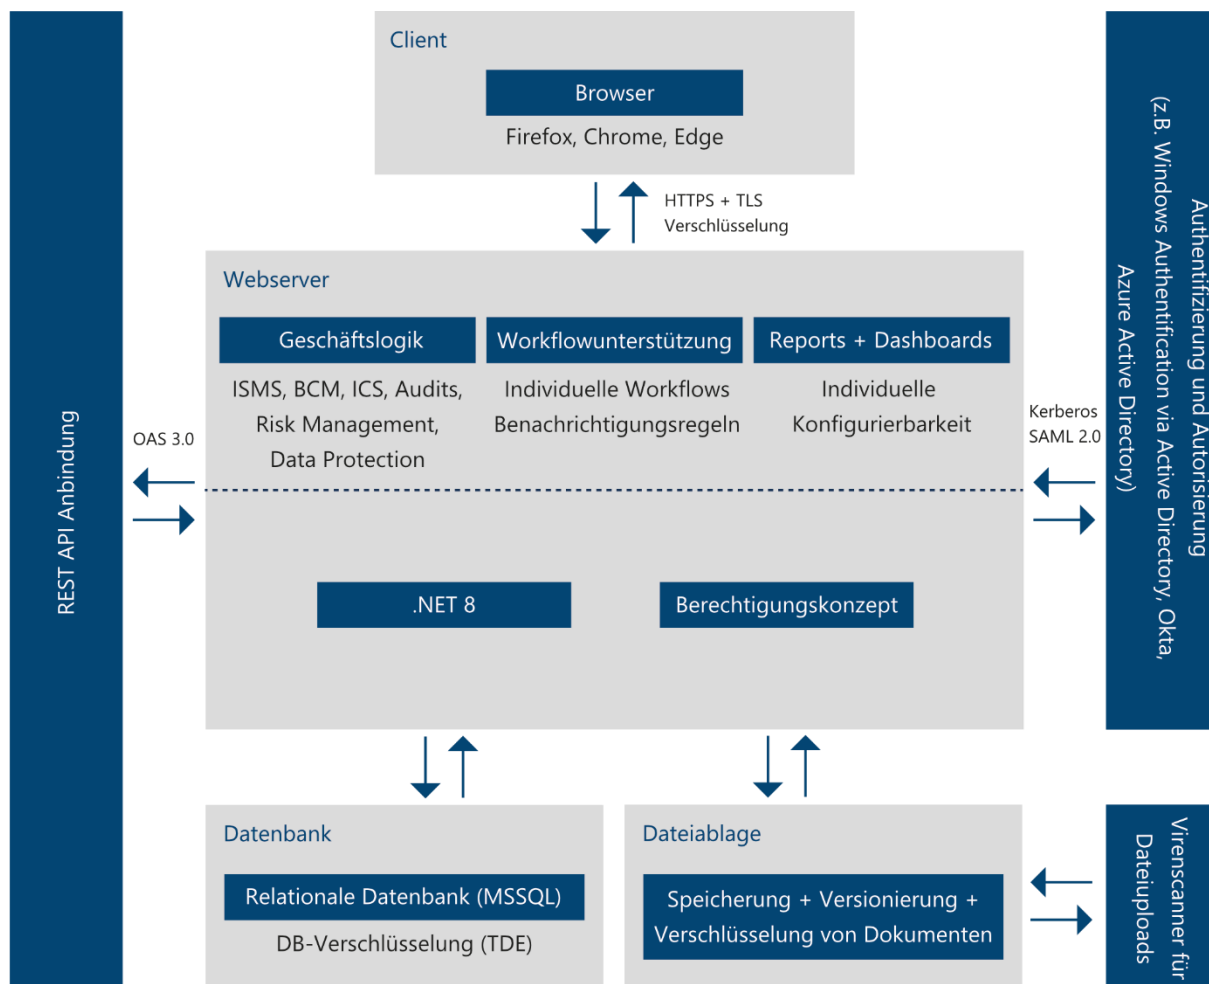 Client
Browser
Firefox, Chrome, Edge
HTTPS + TLS
Verschlüsselung
Webserver
Geschäftslogik
ISMS, BCM, ICS, Audits,
Risk Management,
Data Protection
Workflowunterstützung
Individuelle Workflows
Benachrichtigungsregeln
Reports + Dashboards
Individuelle
Konfigurierbarkeit
REST API Anbindung
OAS 3.0
Kerberos
SAML 2.0
Authentifizierung und Autorisierung
(z.B. Windows Authentification via Active Directory, Okta,
Azure Active Directory)
.NET 8
Berechtigungskonzept
Datenbank
Relationale Datenbank (MSSQL)
DB-Verschlüsselung (TDE)
Dateiablage
Speicherung + Versionierung +
Verschlüsselung von Dokumenten
Virenscanner für
Dateiuploads